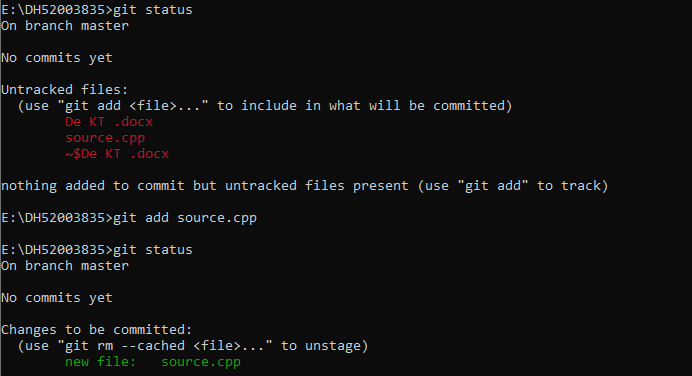 E:\DH52003835>git status
On branch master
No commits yet
Untracked files:
(use "git add <file>..." to include in what will be committed)
De KT .docx
source.cpp
~$De KT .docx
nothing added to commit but untracked files present (use "git add" to track)
E:\DH52003835>git add source.cpp
E:\DH52003835>git status
On branch master
No commits yet
Changes to be committed:
(use "git rm --cached <file>..." to unstage)
new file:   source.cpp